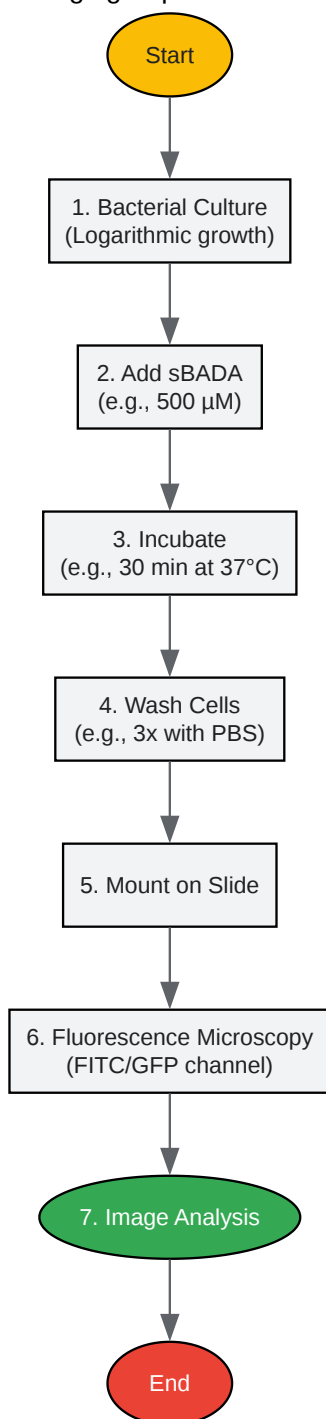 Start
1. Bacterial Culture
(Logarithmic growth)
2. Add sBADA
(e.g., 500 µM)
3. Incubate
(e.g., 30 min at 37°C)
4. Wash Cells
(e.g., 3x with PBS)
5. Mount on Slide
6. Fluorescence Microscopy
(FITC/GFP channel)
7. Image Analysis
End